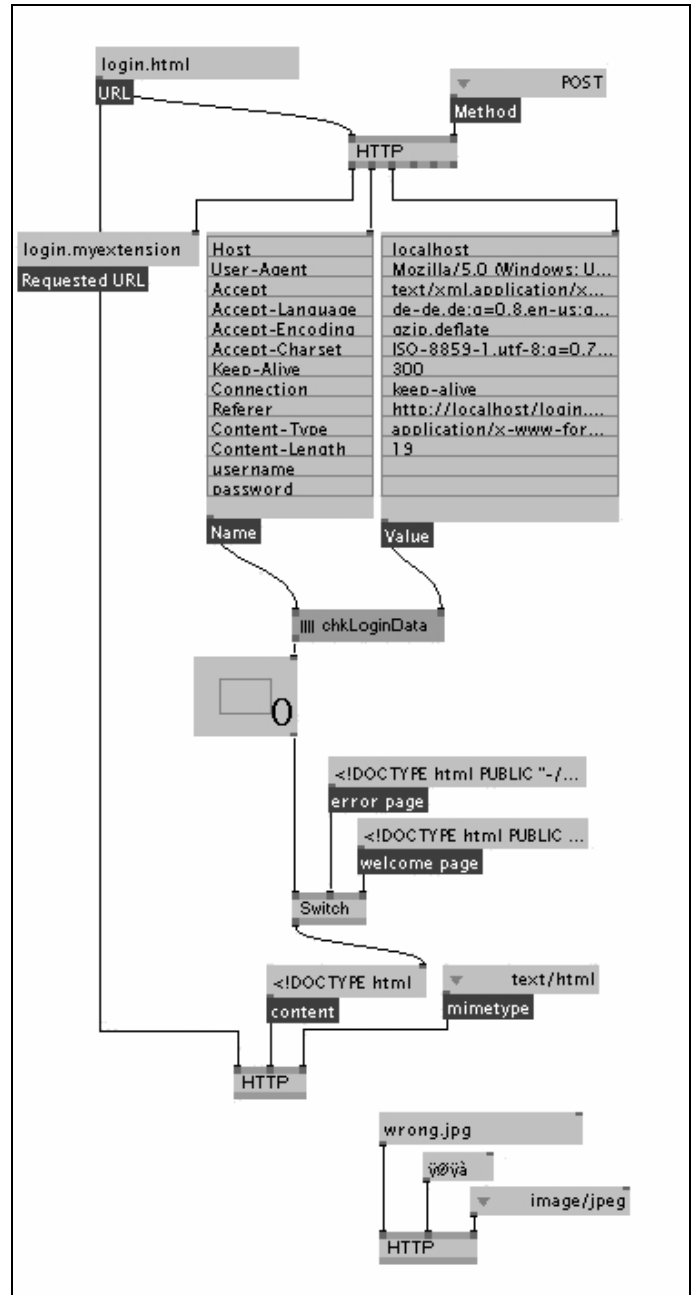 login.html
URL
POST
Method
HTTP
login.myextension
Requested URL
Host
localhost
User-Agent
Mozilla/5.0 (Windows; U...
Accept
text/xml,application/x...
Accept-Language
de-de,de;q=0.8,en-us;q...
Accept-Encoding
gzip,deflate
Accept-Charset
ISO-8859-1,utf-8;q=0.7...
Keep-Alive
300
Connection
keep-alive
Referer
http://localhost/login....
Content-Type
application/x-www-for...
Content-Length
19
username
password
Name
Value
chkLoginData
0
<!DOCTYPE html PUBLIC "-/...
error page
<!DOCTYPE html PUBLIC ...
welcome page
Switch
<!DOCTYPE html
content
text/html
mimetype
HTTP
wrong.jpg
ÿØÿà
image/jpeg
HTTP